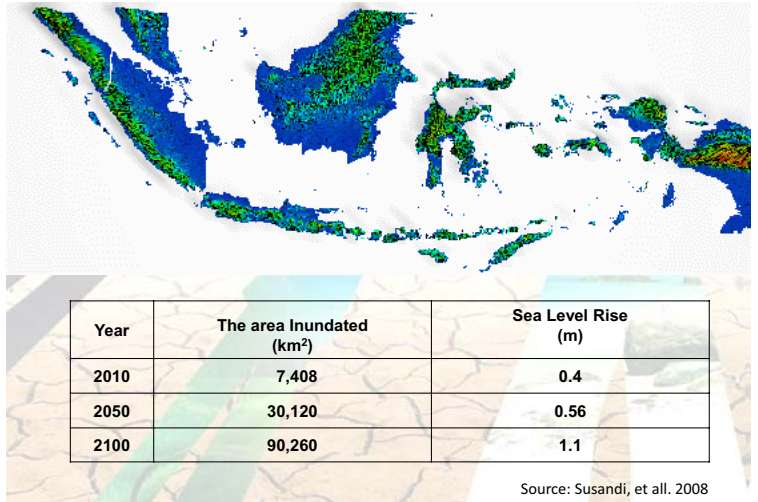 Year The area Inundated (km²) Sea Level Rise (m)
2010 7,408 0.4
2050 30,120 0.56
2100 90,260 1.1
Source: Susandi, et all. 2008